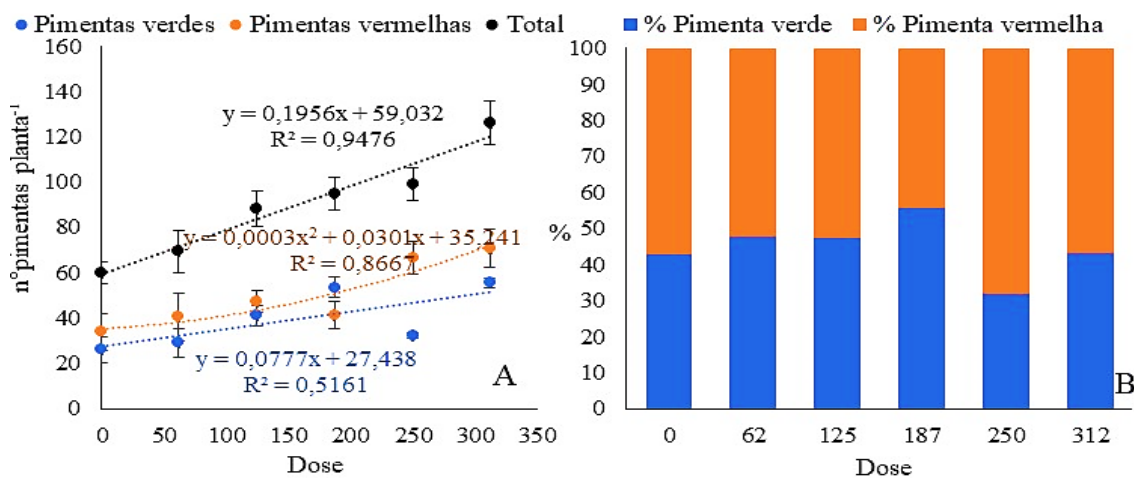 Pimentas verdes Pimentas vermelhas Total
160
140
120
100
80
60
40
20
0
n°pimentas planta⁻¹
y = 0,1956x + 59,032
R² = 0,9476
y = 0,0003x² + 0,0301x + 35,241
R² = 0,8667
y = 0,0777x + 27,438
R² = 0,5161
A
0 50 100 150 200 250 300 350
Dose
% Pimenta verde % Pimenta vermelha
100
90
80
70
60
50
40
30
20
10
0
%
B
0 62 125 187 250 312
Dose